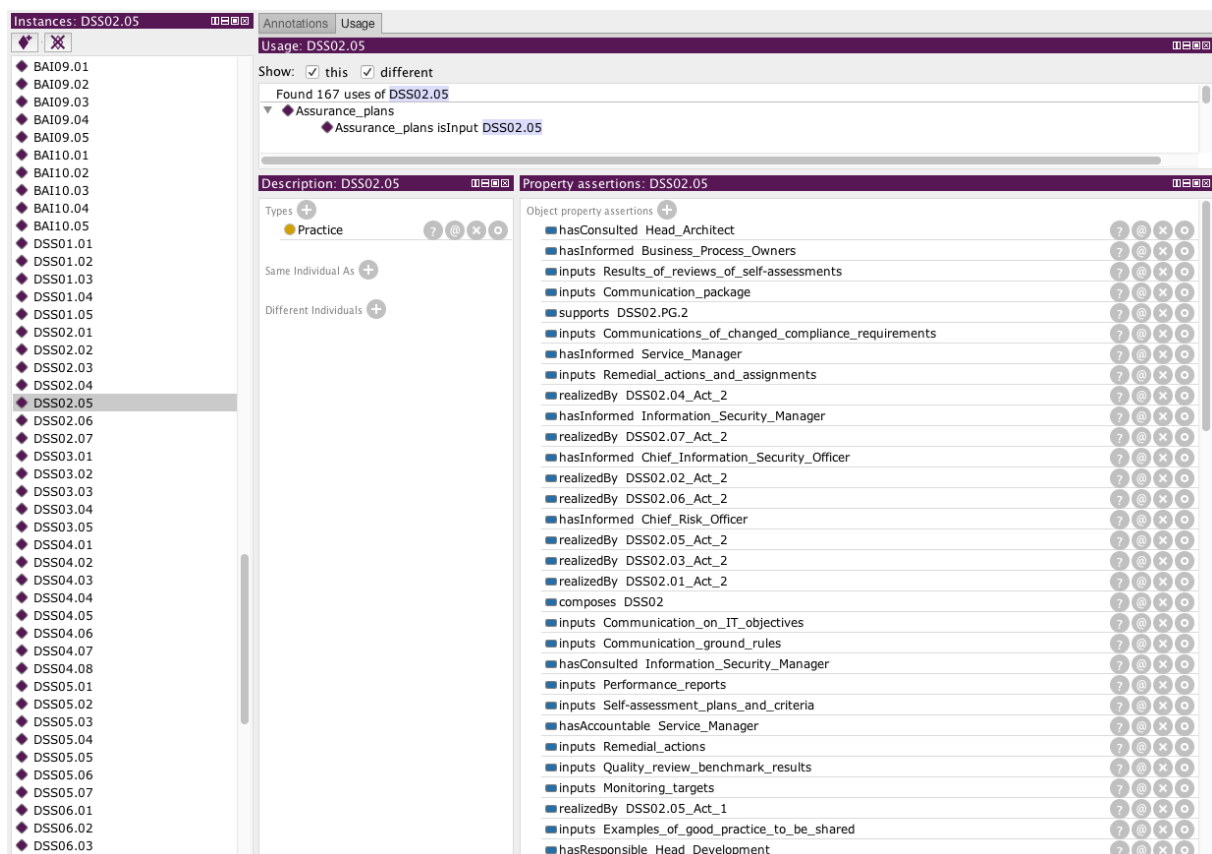 Instances: DSS02.05
BAI09.01
BAI09.02
BAI09.03
BAI09.04
BAI09.05
BAI10.01
BAI10.02
BAI10.03
BAI10.04
BAI10.05
DSS01.01
DSS01.02
DSS01.03
DSS01.04
DSS01.05
DSS02.01
DSS02.02
DSS02.03
DSS02.04
DSS02.05
DSS02.06
DSS02.07
DSS03.01
DSS03.02
DSS03.03
DSS03.04
DSS03.05
DSS04.01
DSS04.02
DSS04.03
DSS04.04
DSS04.05
DSS04.06
DSS04.07
DSS04.08
DSS05.01
DSS05.02
DSS05.03
DSS05.04
DSS05.05
DSS05.06
DSS05.07
DSS06.01
DSS06.02
DSS06.03
Annotations Usage
Usage: DSS02.05
Show: this different
Found 167 uses of DSS02.05
Assurance_plans
Assurance_plans isInput DSS02.05
Description: DSS02.05
Types
Practice
Same Individual As
Different Individuals
Property assertions: DSS02.05
Object property assertions
hasConsulted Head_Architect
hasInformed Business_Process_Owners
inputs Results_of_reviews_of_self-assessments
inputs Communication_package
supports DSS02.PG.2
inputs Communications_of_changed_compliance_requirements
hasInformed Service_Manager
inputs Remedial_actions_and_assignments
realizedBy DSS02.04_Act_2
hasInformed Information_Security_Manager
realizedBy DSS02.07_Act_2
hasInformed Chief_Information_Security_Officer
realizedBy DSS02.02_Act_2
realizedBy DSS02.06_Act_2
hasInformed Chief_Risk_Officer
realizedBy DSS02.05_Act_2
realizedBy DSS02.03_Act_2
realizedBy DSS02.01_Act_2
composes DSS02
inputs Communication_on_IT_objectives
inputs Communication_ground_rules
hasConsulted Information_Security_Manager
inputs Performance_reports
inputs Self-assessment_plans_and_criteria
hasAccountable Service_Manager
inputs Remedial_actions
inputs Quality_review_benchmark_results
inputs Monitoring_targets
realizedBy DSS02.05_Act_1
inputs Examples_of_good_practice_to_be_shared
hasResponsible Head_Development